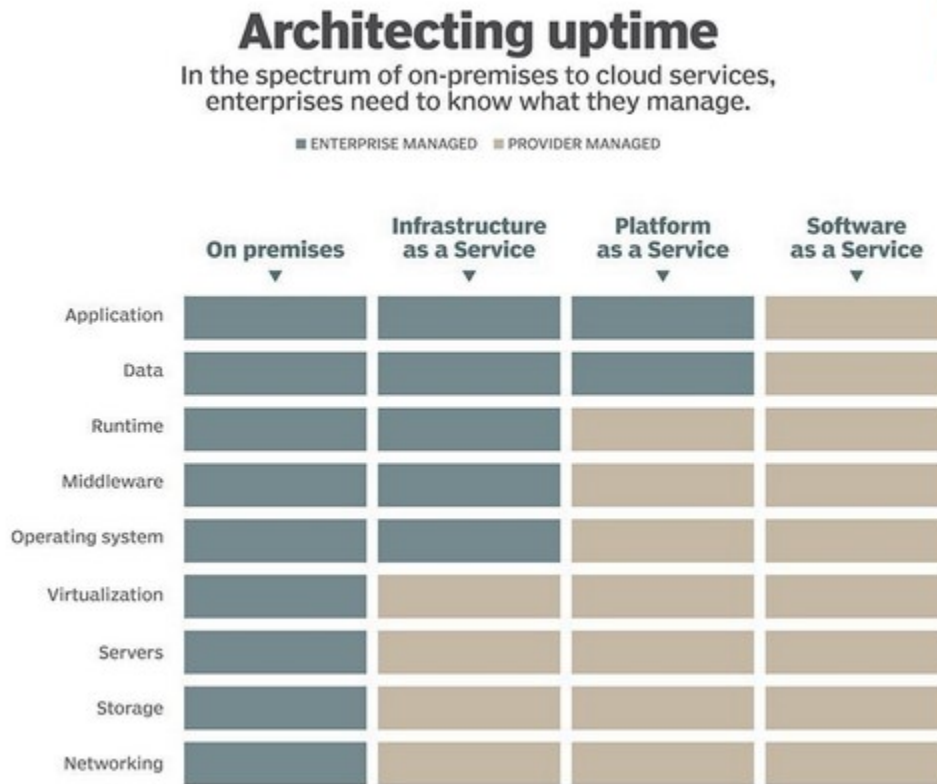 Architecting uptime
In the spectrum of on-premises to cloud services,
enterprises need to know what they manage.
ENTERPRISE MANAGED PROVIDER MANAGED
On premises
Infrastructure
as a Service
Platform
as a Service
Software
as a Service
Application
Data
Runtime
Middleware
Operating system
Virtualization
Servers
Storage
Networking